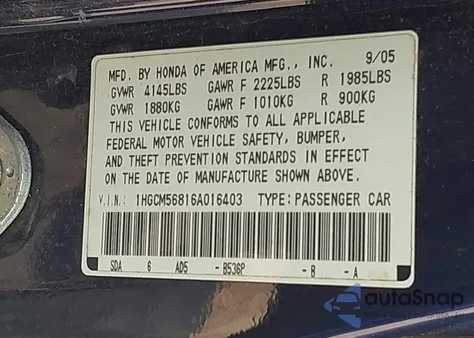 MFD. BY HONDA OF AMERICA MFG., INC. 9/05
GVWR 4145LBS GAWR F 2225LBS R 1985LBS
GVWR 1880KG GAWR F 1010KG R 900KG
THIS VEHICLE CONFORMS TO ALL APPLICABLE
FEDERAL MOTOR VEHICLE SAFETY, BUMPER,
AND THEFT PREVENTION STANDARDS IN EFFECT
ON THE DATE OF MANUFACTURE SHOWN ABOVE.
V.I.N.: 1HGCM56816A016403 TYPE: PASSENGER CAR
SDA 6 AD5 - B536P - B - A
autoSnap